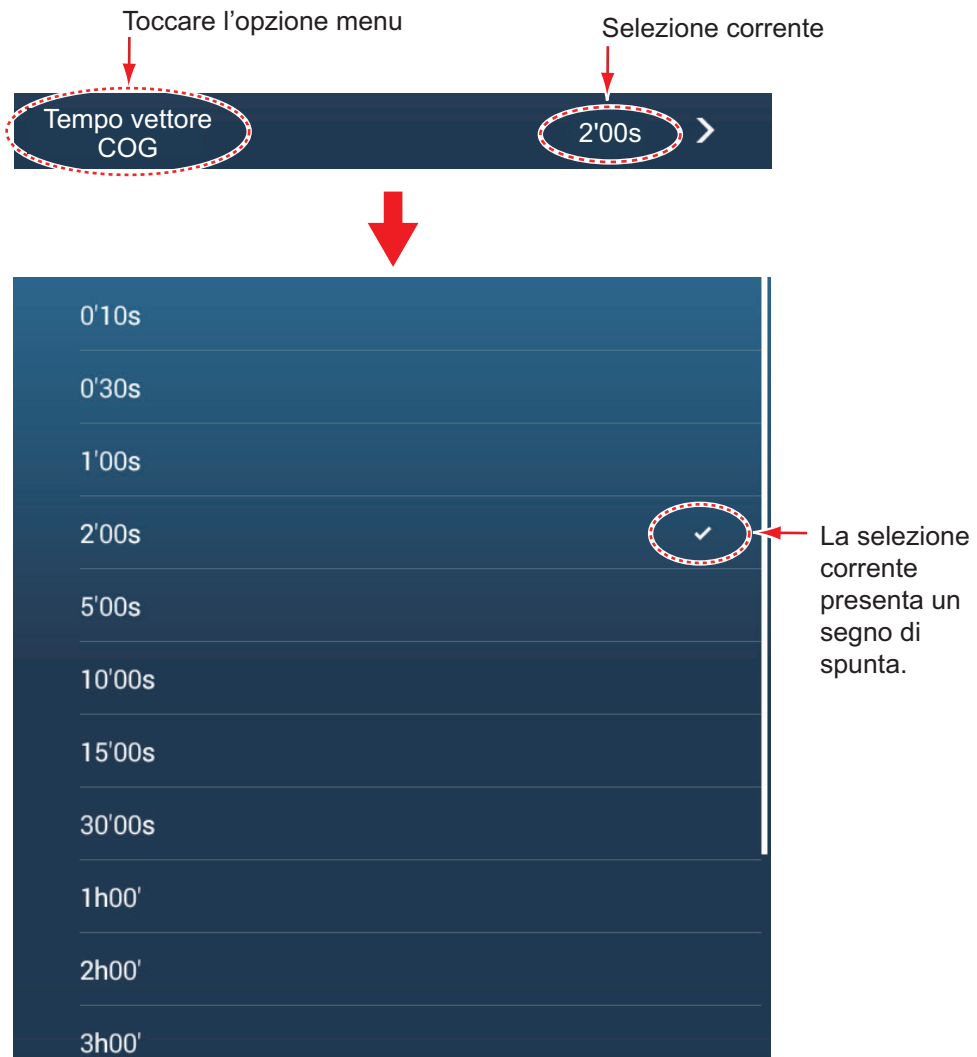 Toccare l’opzione menu
Selezione corrente
Tempo vettore
COG
2'00s
0'10s
0'30s
1'00s
2'00s
5'00s
10'00s
15'00s
30'00s
1h00'
2h00'
3h00'
La selezione
corrente
presenta un
segno di
spunta.